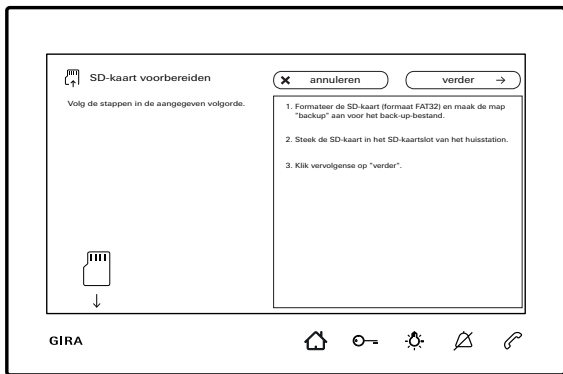 SD-kaart voorbereiden
annuleren
verder
Volg de stappen in de aangegeven volgorde.
1. Formateer de SD-kaart (formaat FAT32) en maak de map
"backup" aan voor het back-up-bestand.
2. Steek de SD-kaart in het SD-kaartslot van het huisstation.
3. Klik vervolgense op "verder".
GIRA